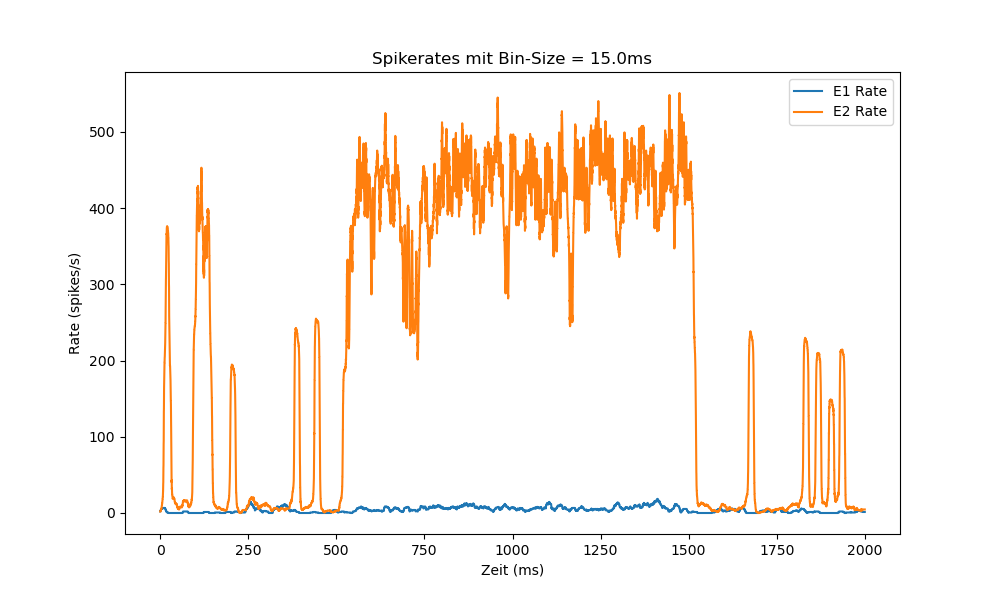 Spikerates mit Bin-Size = 15.0ms
E1 Rate
E2 Rate
Rate (spikes/s)
500
400
300
200
100
0
0 250 500 750 1000 1250 1500 1750 2000
Zeit (ms)